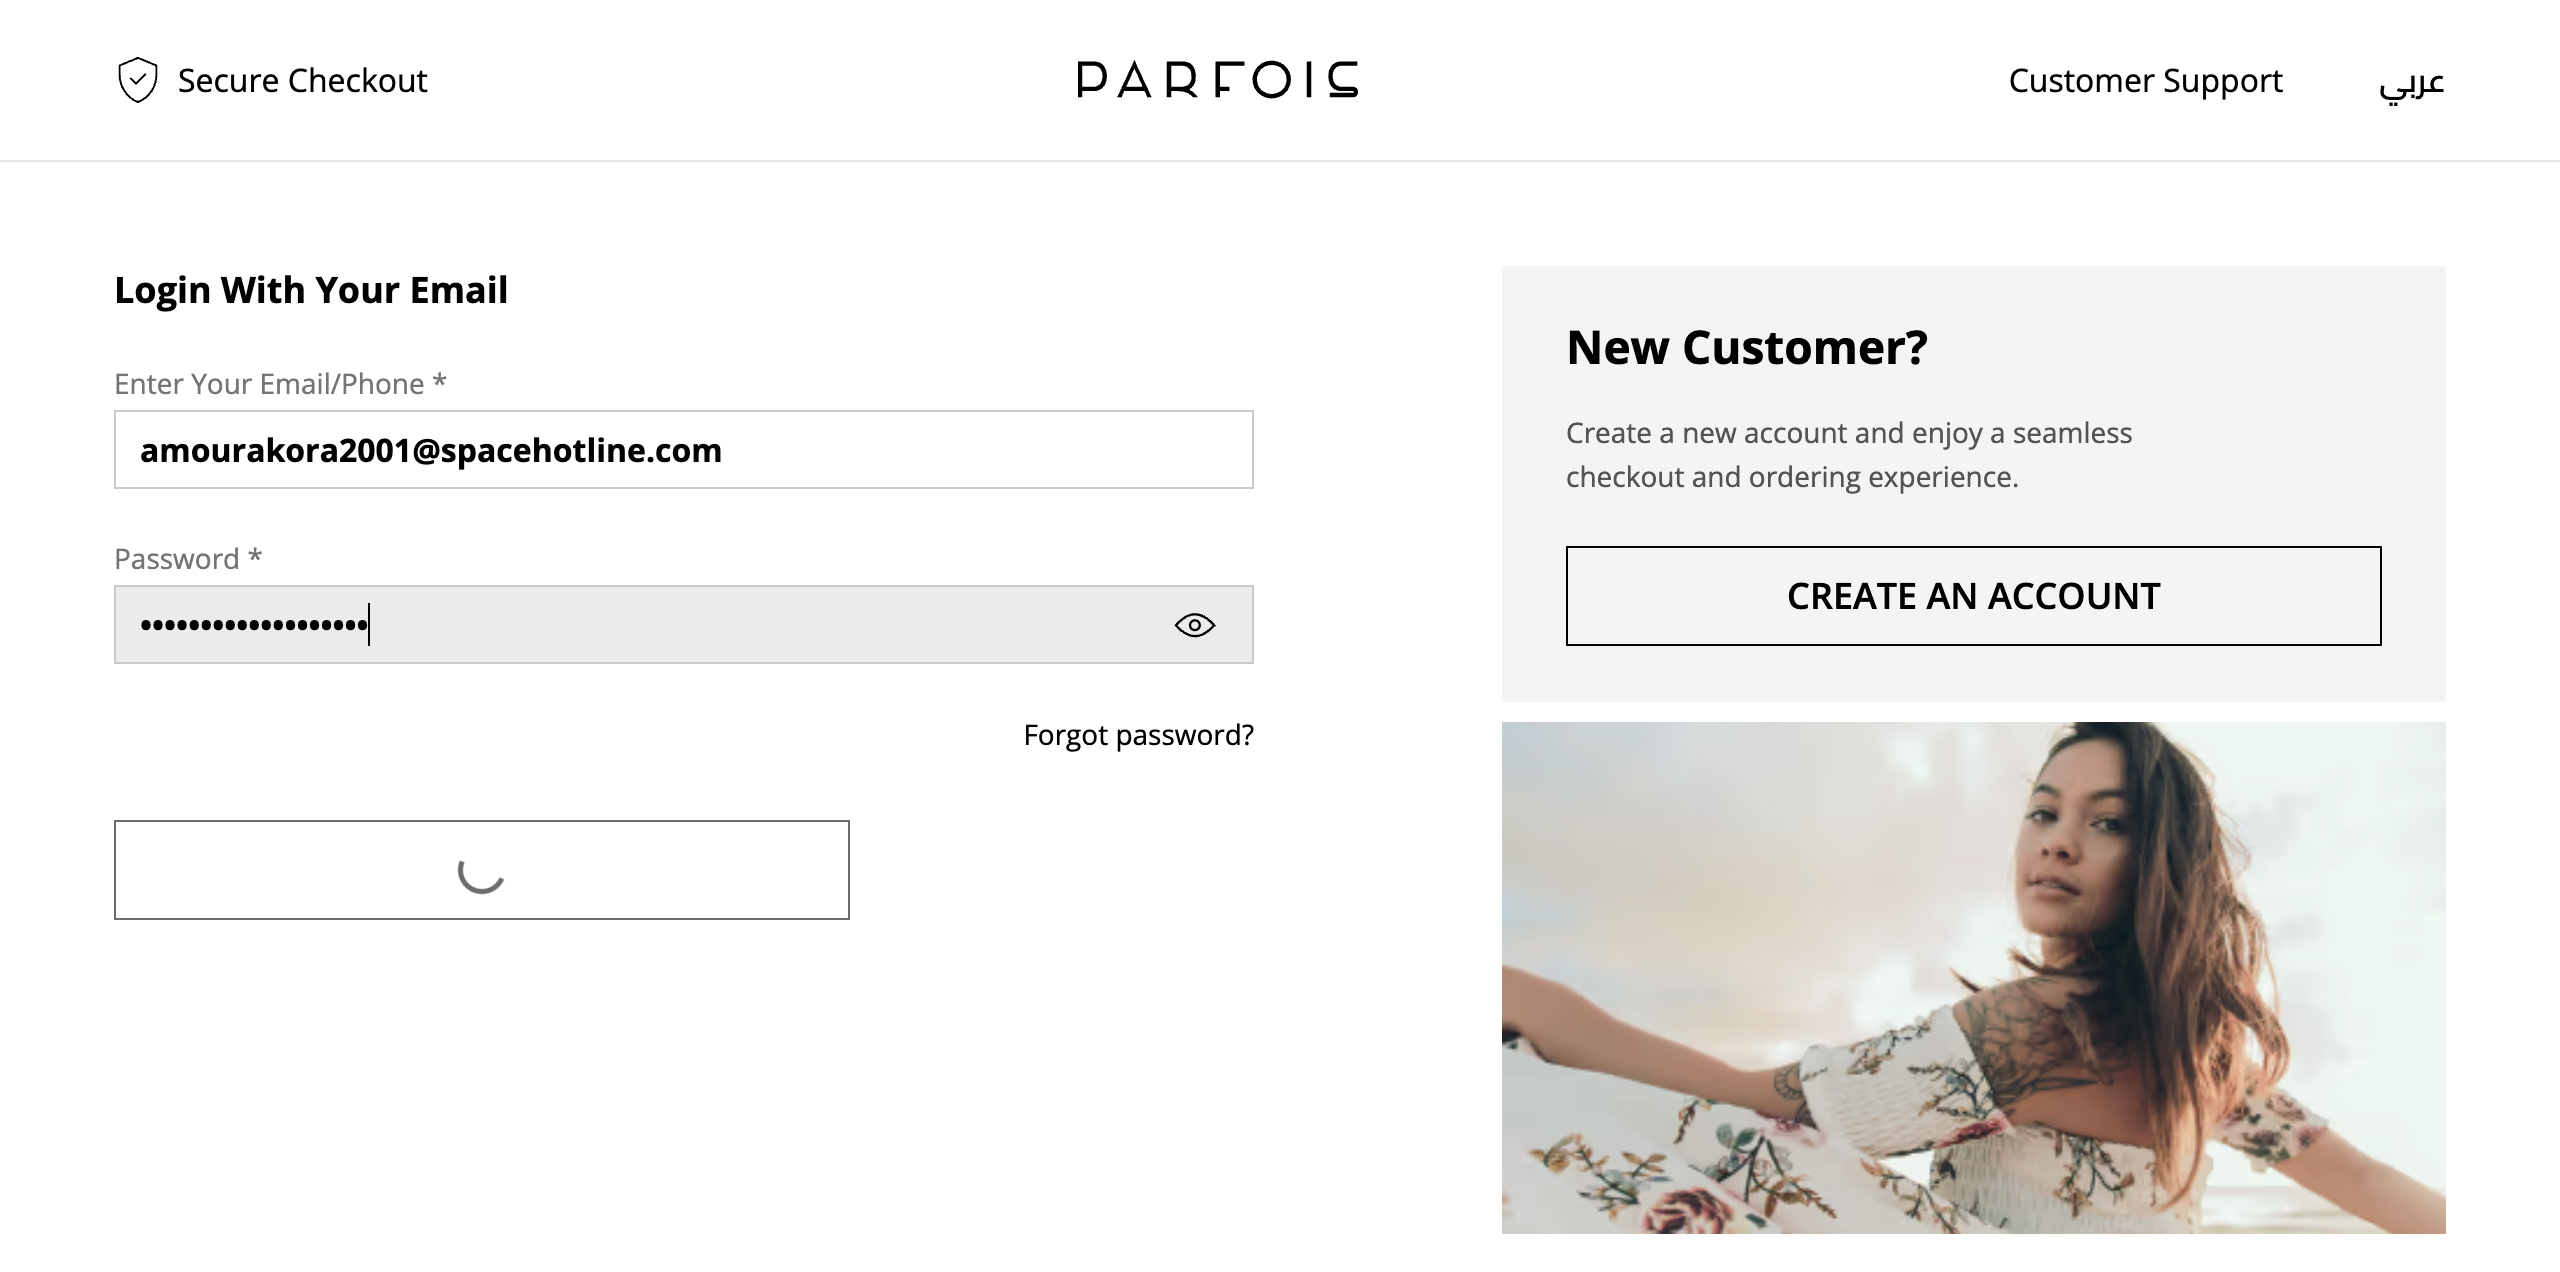 Secure Checkout
PARFOIS
Customer Support
عربي
Login With Your Email
Enter Your Email/Phone *
amourakora2001@spacehotline.com
Password *
•••••••••••••••••••
Forgot password?
New Customer?
Create a new account and enjoy a seamless
checkout and ordering experience.
CREATE AN ACCOUNT